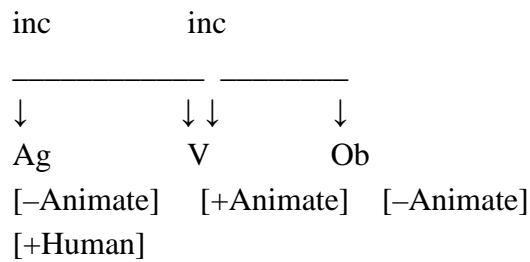 inc inc
____________ ________
↓ ↓ ↓ ↓
Ag V Ob
[–Animate] [+Animate] [–Animate]
[+Human]